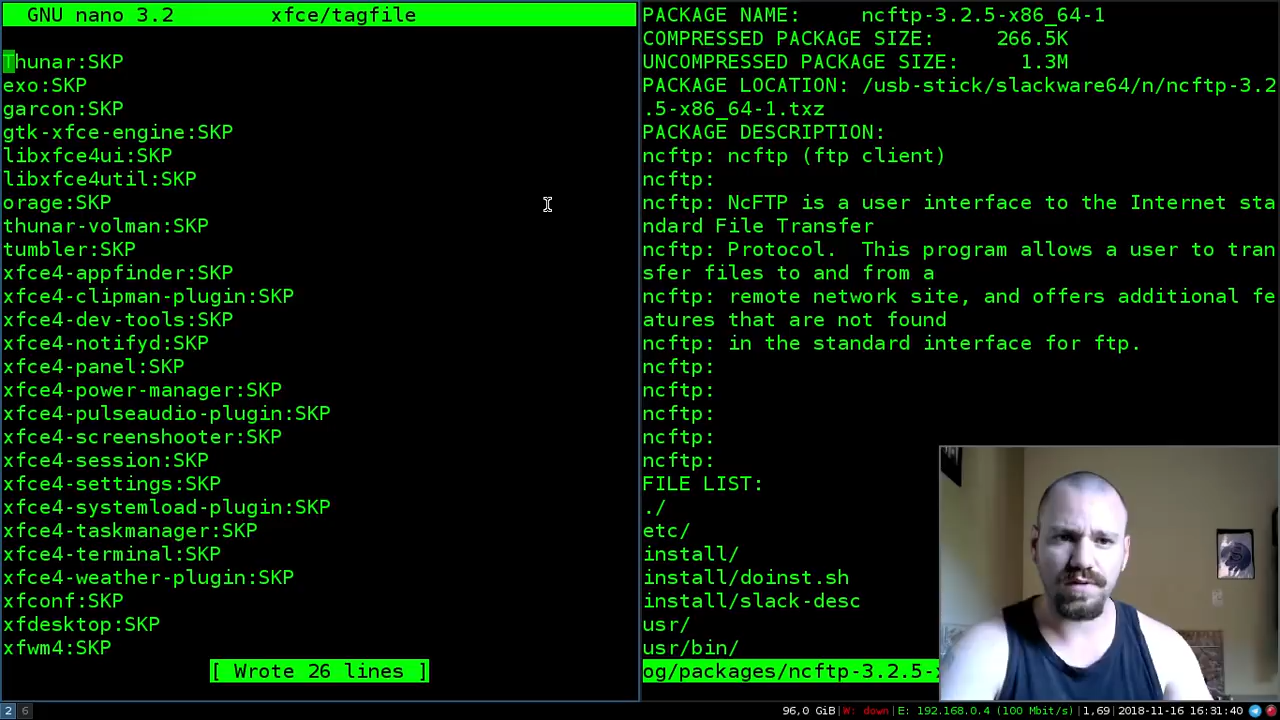 GNU nano 3.2 xfce/tagfile
Thunar:SKP
exo:SKP
garcon:SKP
gtk-xfce-engine:SKP
libxfce4ui:SKP
libxfce4util:SKP
orage:SKP
thunar-volman:SKP
tumbler:SKP
xfce4-appfinder:SKP
xfce4-clipman-plugin:SKP
xfce4-dev-tools:SKP
xfce4-notifyd:SKP
xfce4-panel:SKP
xfce4-power-manager:SKP
xfce4-pulseaudio-plugin:SKP
xfce4-screenshooter:SKP
xfce4-session:SKP
xfce4-settings:SKP
xfce4-systemload-plugin:SKP
xfce4-taskmanager:SKP
xfce4-terminal:SKP
xfce4-weather-plugin:SKP
xfconf:SKP
xfdesktop:SKP
xfwm4:SKP
[ Wrote 26 lines ]
PACKAGE NAME: ncftp-3.2.5-x86_64-1
COMPRESSED PACKAGE SIZE: 266.5K
UNCOMPRESSED PACKAGE SIZE: 1.3M
PACKAGE LOCATION: /usb-stick/slackware64/n/ncftp-3.2
.5-x86_64-1.txz
PACKAGE DESCRIPTION:
ncftp: ncftp (ftp client)
ncftp:
ncftp: NcFTP is a user interface to the Internet sta
ndard File Transfer
ncftp: Protocol. This program allows a user to tran
sfer files to and from a
ncftp: remote network site, and offers additional fe
atures that are not found
ncftp: in the standard interface for ftp.
ncftp:
ncftp:
ncftp:
ncftp:
ncftp:
FILE LIST:
./
etc/
install/
install/doinst.sh
install/slack-desc
usr/
usr/bin/
og/packages/ncftp-3.2.5-
2 6 96,0 GiB|W: down|E: 192.168.0.4 (100 Mbit/s)|1,69|2018-11-16 16:31:40